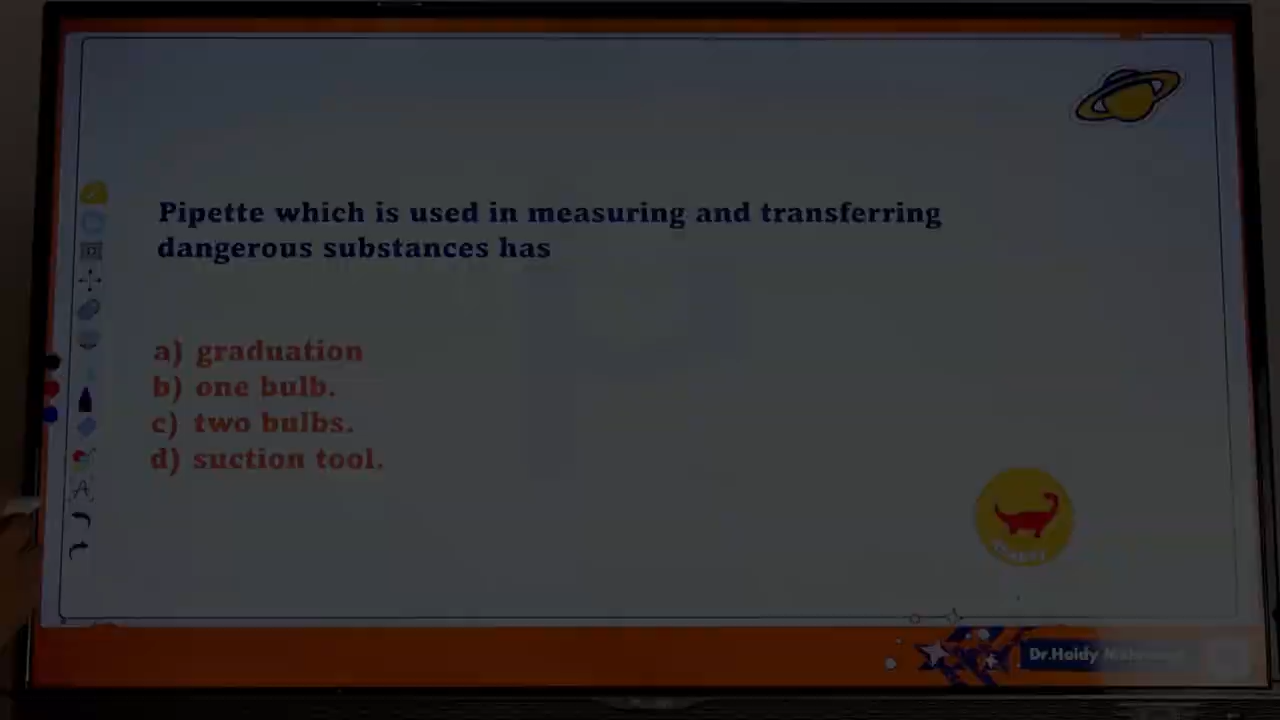 Pipette which is used in measuring and transferring
dangerous substances has
a) graduation
b) one bulb.
c) two bulbs.
d) suction tool.
Dr.Heidy